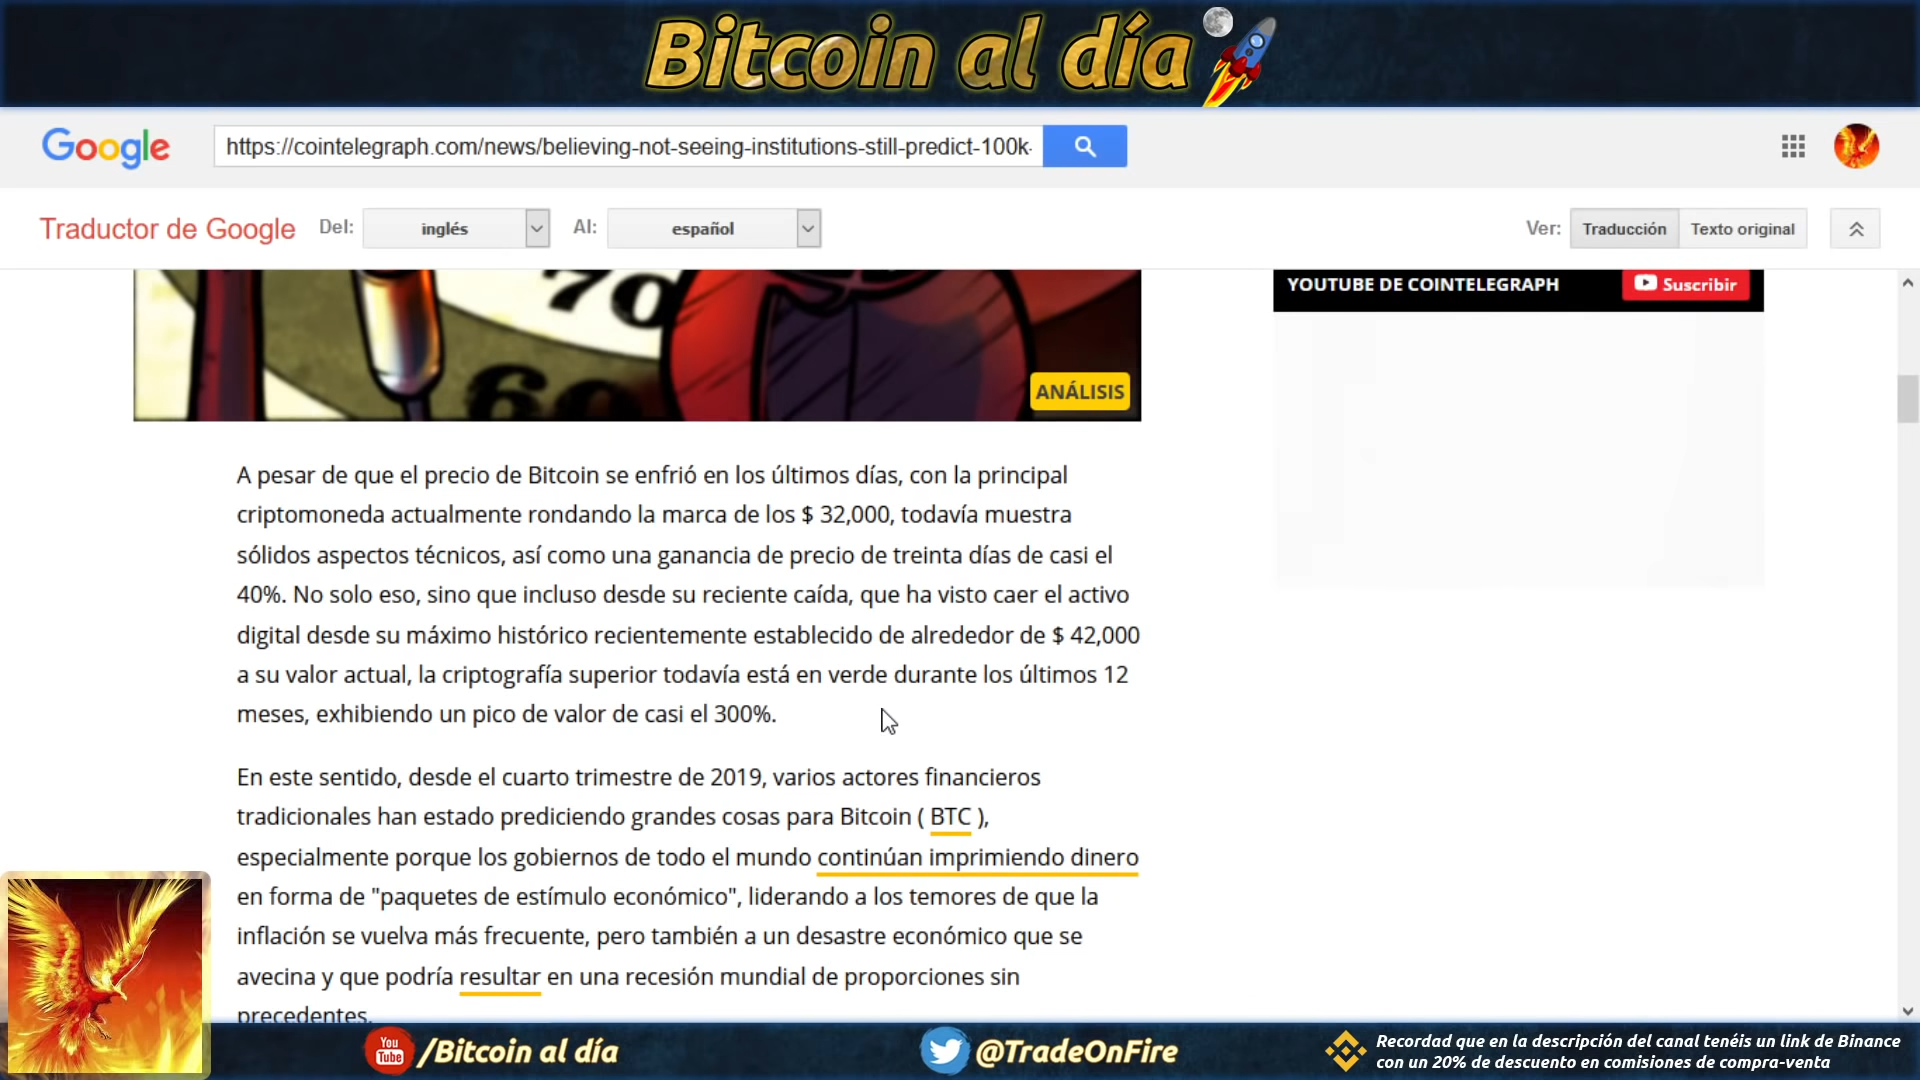 Bitcoin al día
Google
https://cointelegraph.com/news/believing-not-seeing-institutions-still-predict-100k-
Traductor de Google
Del:
inglés
Al:
español
Ver:
Traducción
Texto original
70
60
ANÁLISIS
YOUTUBE DE COINTELEGRAPH
Suscribir
A pesar de que el precio de Bitcoin se enfrió en los últimos días, con la principal
criptomoneda actualmente rondando la marca de los $ 32,000, todavía muestra
sólidos aspectos técnicos, así como una ganancia de precio de treinta días de casi el
40%. No solo eso, sino que incluso desde su reciente caída, que ha visto caer el activo
digital desde su máximo histórico recientemente establecido de alrededor de $ 42,000
a su valor actual, la criptografía superior todavía está en verde durante los últimos 12
meses, exhibiendo un pico de valor de casi el 300%.
En este sentido, desde el cuarto trimestre de 2019, varios actores financieros
tradicionales han estado prediciendo grandes cosas para Bitcoin ( BTC ),
especialmente porque los gobiernos de todo el mundo continúan imprimiendo dinero
en forma de "paquetes de estímulo económico", liderando a los temores de que la
inflación se vuelva más frecuente, pero también a un desastre económico que se
avecina y que podría resultar en una recesión mundial de proporciones sin
precedentes.
You
Tube
/Bitcoin al día
@TradeOnFire
Recordad que en la descripción del canal tenéis un link de Binance
con un 20% de descuento en comisiones de compra-venta